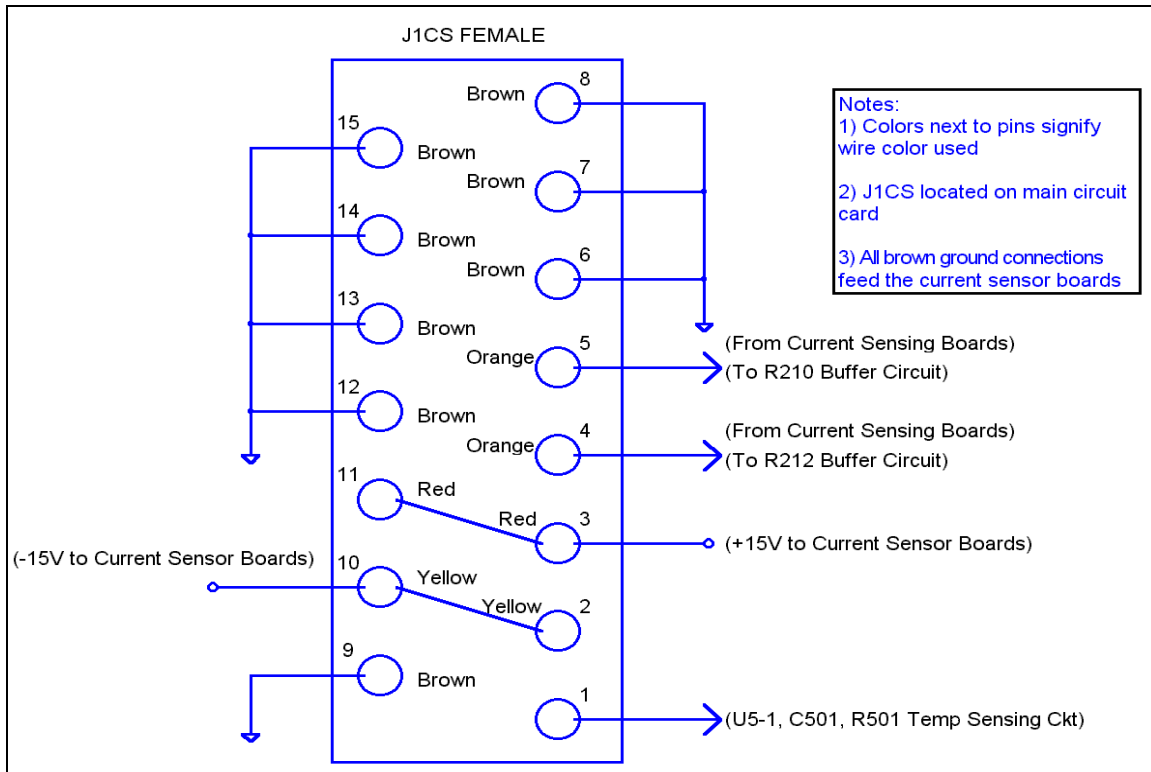 J1CS FEMALE
8
Brown
15
Brown
7
Brown
14
Brown
6
Brown
13
Brown
5
Orange
12
Brown
4
Orange
11
Red
3
Red
10
Yellow
2
Yellow
9
Brown
1
(From Current Sensing Boards)
(To R210 Buffer Circuit)
(From Current Sensing Boards)
(To R212 Buffer Circuit)
(+15V to Current Sensor Boards)
(-15V to Current Sensor Boards)
(U5-1, C501, R501 Temp Sensing Ckt)
Notes:
1) Colors next to pins signify
wire color used
2) J1CS located on main circuit
card
3) All brown ground connections
feed the current sensor boards